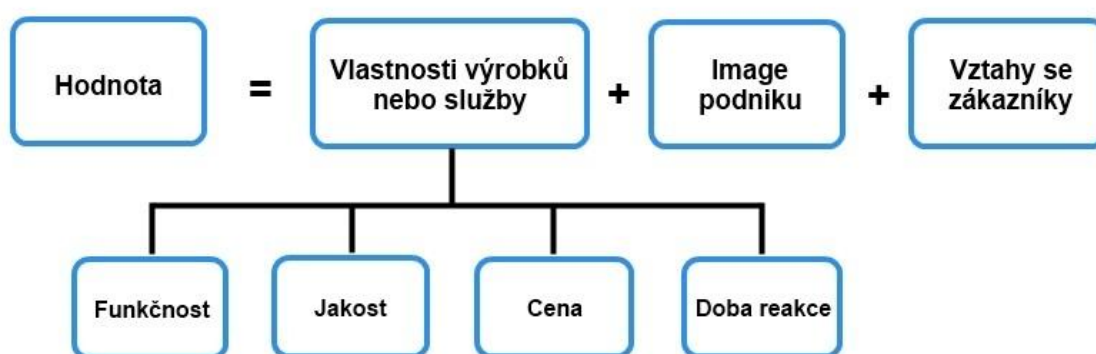 Hodnota
=
Vlastnosti výrobků
nebo služby
+
Image
podniku
+
Vztahy se
zákazníky
Funkčnost
Jakost
Cena
Doba reakce